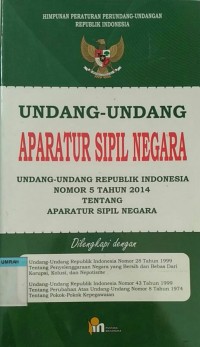 HIMPUNAN PERATURAN PERUNDANG-UNDANGAN
REPUBLIK INDONESIA
UNDANG-UNDANG
APARATUR SIPIL NEGARA
UNDANG-UNDANG REPUBLIK INDONESIA
NOMOR 5 TAHUN 2014
TENTANG
APARATUR SIPIL NEGARA
Dilengkapi dengan
UMRAH
Undang-Undang Republik Indonesia Nomor 28 Tahun 1999
Tentang Penyelenggaraan Negara yang Bersih dan Bebas Dari
Korupsi, Kolusi, dan Nepotisme
Undang-Undang Republik Indonesia Nomor 43 Tahun 1999
Tentang Perubahan Atas Undang-Undang Nomor 8 Tahun 1974
Tentang Pokok-Pokok Kepegawaian